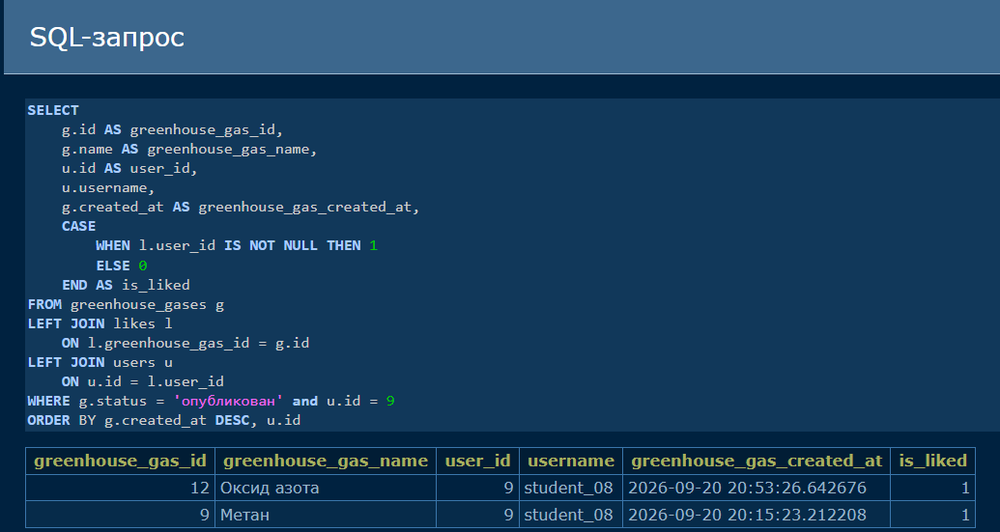 SQL-запрос
SELECT
g.id AS greenhouse_gas_id,
g.name AS greenhouse_gas_name,
u.id AS user_id,
u.username,
g.created_at AS greenhouse_gas_created_at,
CASE
WHEN l.user_id IS NOT NULL THEN 1
ELSE 0
END AS is_liked
FROM greenhouse_gases g
LEFT JOIN likes l
ON l.greenhouse_gas_id = g.id
LEFT JOIN users u
ON u.id = l.user_id
WHERE g.status = 'опубликован' and u.id = 9
ORDER BY g.created_at DESC, u.id
greenhouse_gas_id greenhouse_gas_name user_id username greenhouse_gas_created_at is_liked
12 Оксид азота 9 student_08 2026-09-20 20:53:26.642676 1
9 Метан 9 student_08 2026-09-20 20:15:23.212208 1